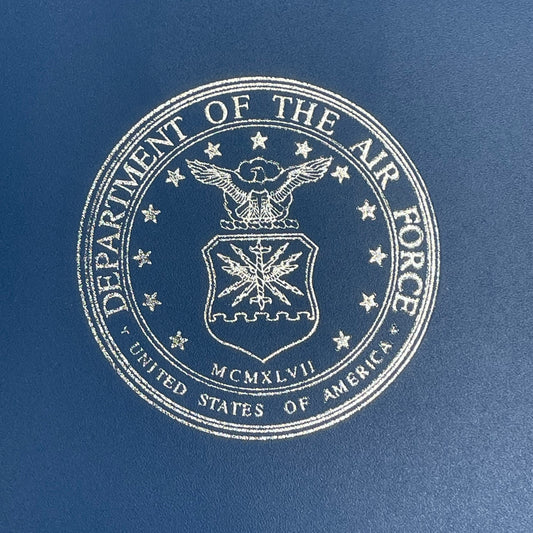 DEPARTMENT OF THE AIR FORCE
MCMXLVII
UNITED STATES OF AMERICA